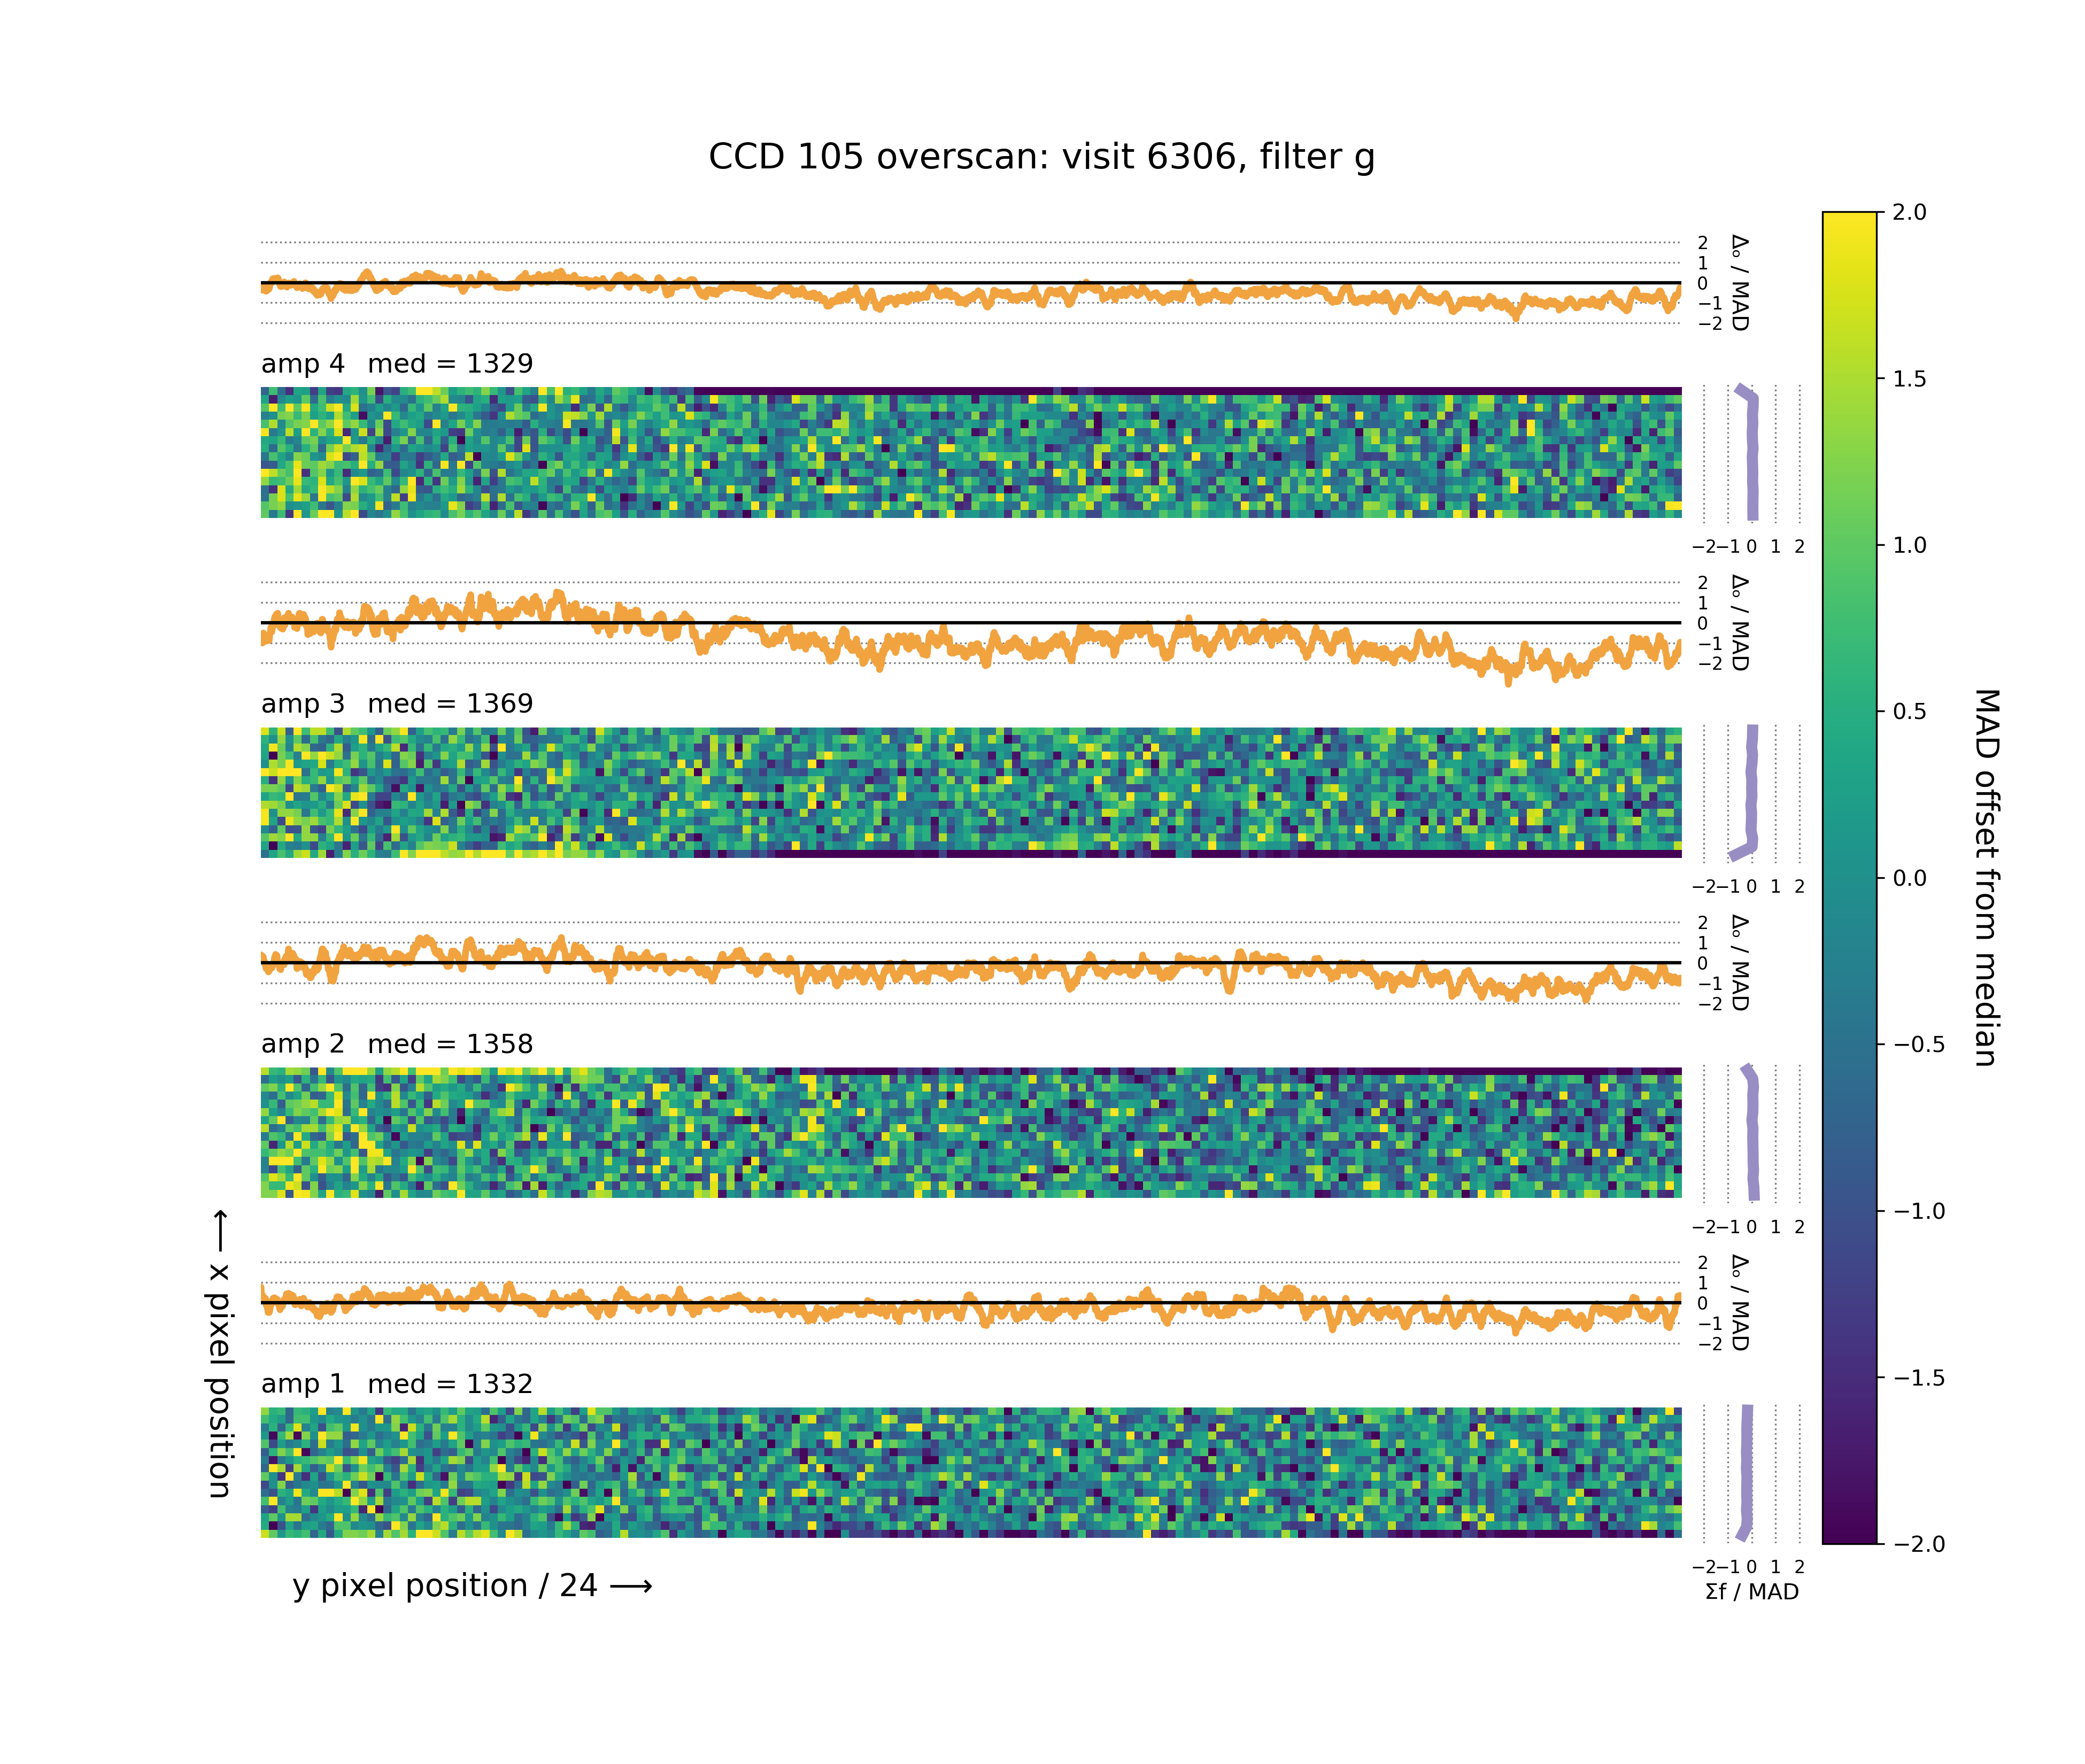 CCD 105 overscan: visit 6306, filter g
2
1
0
−1
−2
Δₒ / MAD
amp 4 med = 1329
−2 −1 0 1 2
2
1
0
−1
−2
Δₒ / MAD
amp 3 med = 1369
−2 −1 0 1 2
2
1
0
−1
−2
Δₒ / MAD
amp 2 med = 1358
−2 −1 0 1 2
2
1
0
−1
−2
Δₒ / MAD
amp 1 med = 1332
−2 −1 0 1 2
Σf / MAD
y pixel position / 24 ⟶
⟵ x pixel position
2.0
1.5
1.0
0.5
0.0
−0.5
−1.0
−1.5
−2.0
MAD offset from median